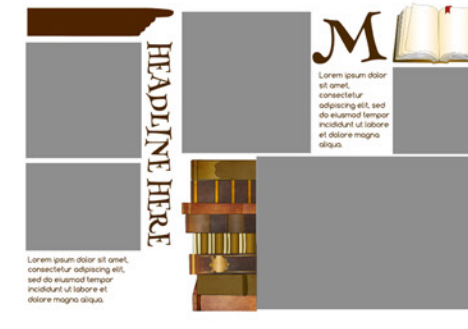 HEADLINE HERE
M
Lorem ipsum dolor
sit amet,
consectetur
adipiscing elit, sed
do eiusmod tempor
incididunt ut labore
et dolore magna
aliqua.
Lorem ipsum dolor sit amet,
consectetur adipiscing elit,
sed do eiusmod tempor
incididunt ut labore et
dolore magna aliqua.